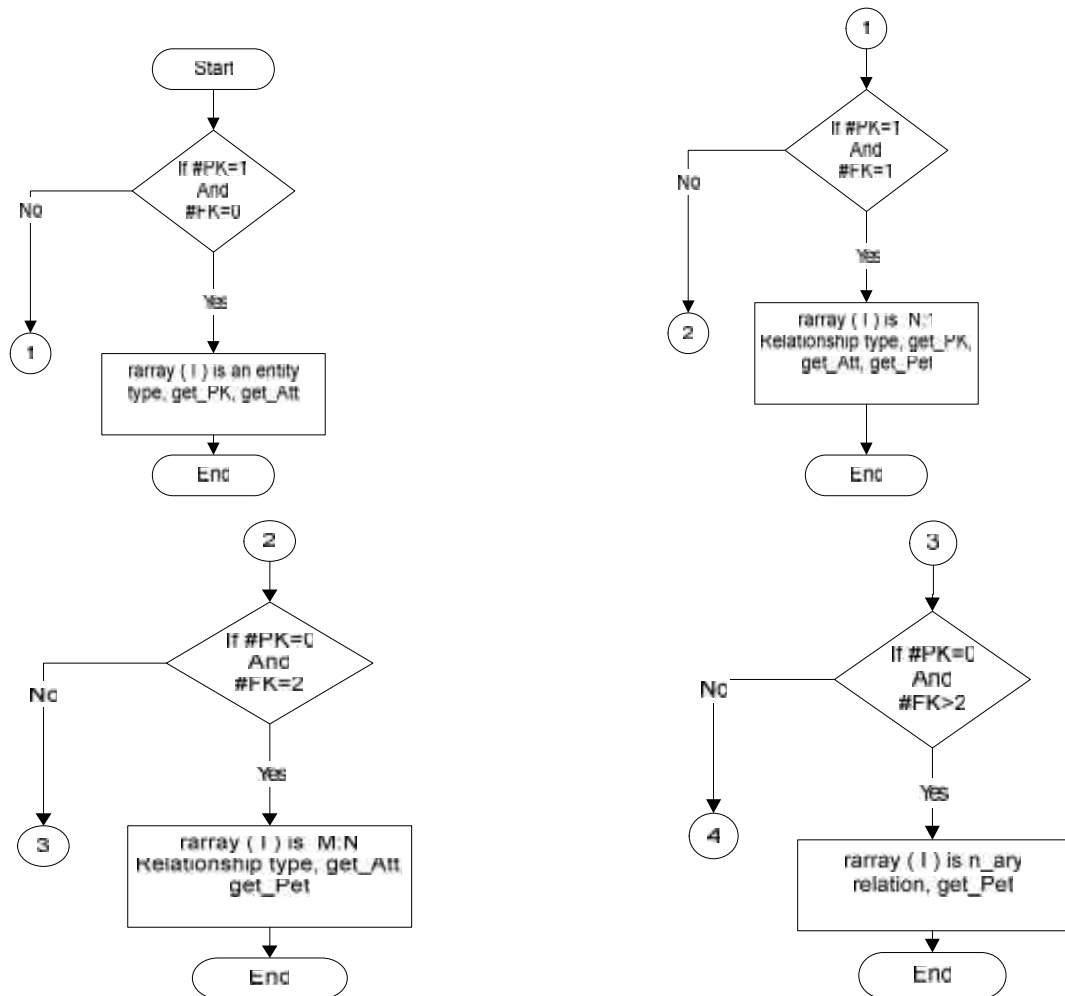 Start
If #PK=1
And
#FK=0
No
Yes
1
rarray ( I ) is an entity
type, get_PK, get_Att
End
1
If #PK=1
And
#FK=1
No
Yes
2
rarray ( I ) is N:1
Relationship type, get_PK,
get_Att, get_Pet
End
2
If #PK=0
And
#FK=2
No
Yes
3
rarray ( I ) is M:N
Relationship type, get_Att
get_Pet
End
3
If #PK=0
And
#FK>2
No
Yes
4
rarray ( I ) is n_ary
relation, get_Pet
End